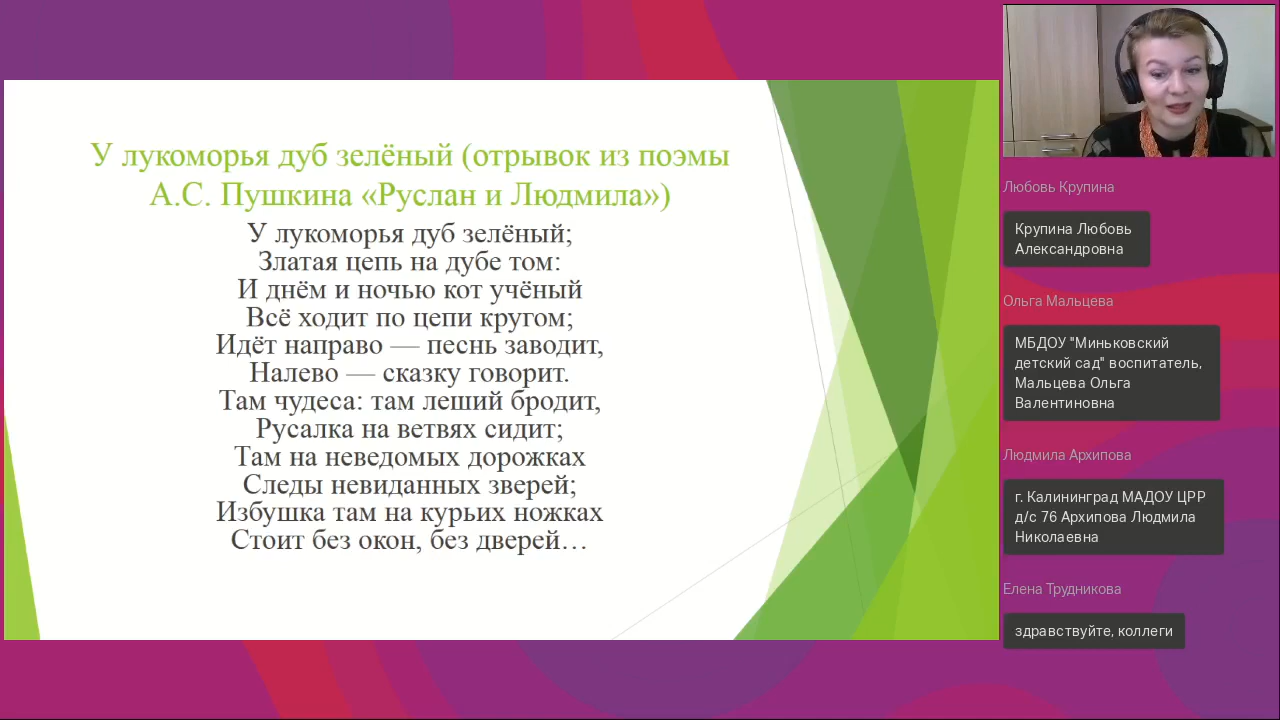 У лукоморья дуб зелёный (отрывок из поэмы
А.С. Пушкина «Руслан и Людмила»)
У лукоморья дуб зелёный;
Златая цепь на дубе том:
И днём и ночью кот учёный
Всё ходит по цепи кругом;
Идёт направо — песнь заводит,
Налево — сказку говорит.
Там чудеса: там леший бродит,
Русалка на ветвях сидит;
Там на неведомых дорожках
Следы невиданных зверей;
Избушка там на курьих ножках
Стоит без окон, без дверей…
Любовь Крупина
Крупина Любовь
Александровна
Ольга Мальцева
МБДОУ "Миньковский
детский сад" воспитатель,
Мальцева Ольга
Валентиновна
Людмила Архипова
г. Калининград МАДОУ ЦРР
д/с 76 Архипова Людмила
Николаевна
Елена Трудникова
здравствуйте, коллеги